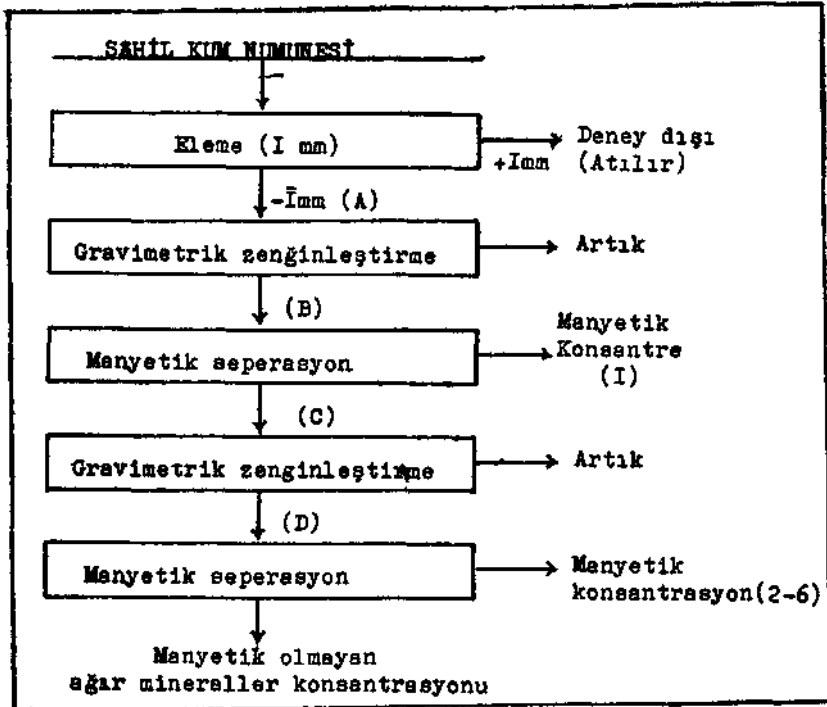 SAHİL KUM NUMUNESİ
Eleme (I mm)
+Imm
Deney dışı
(Atılır)
-Imm (A)
Gravimetrik zenğinleştirme
Artık
(B)
Manyetik seperasyon
Manyetik
Konsantre
(I)
(C)
Gravimetrik zenginleştirme
Artık
(D)
Manyetik seperasyon
Manyetik
konsantrasyon(2-6)
Manyetik olmayan
ağır mineraller konsantrasyonu